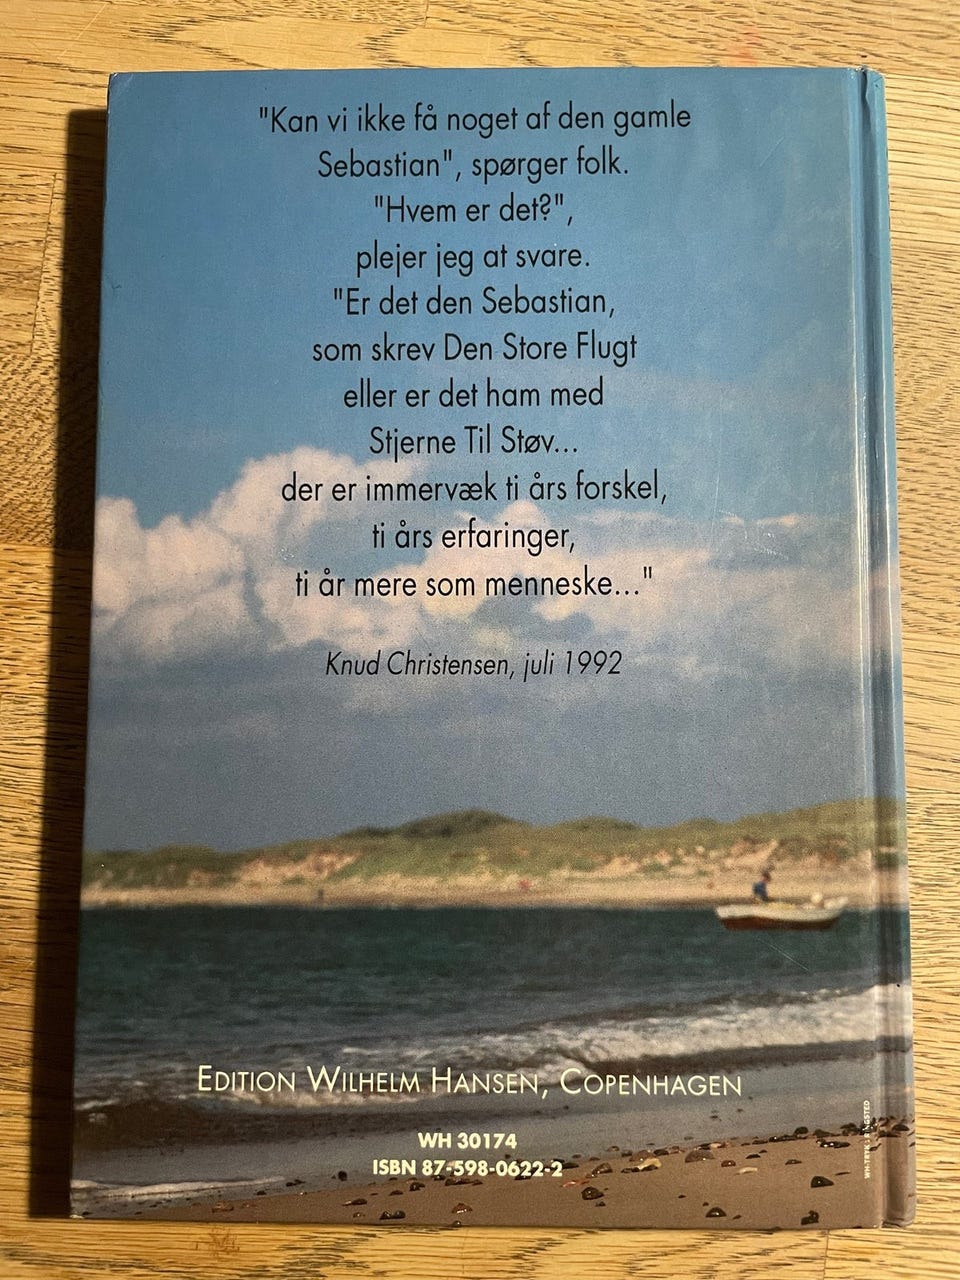 "Kan vi ikke få noget af den gamle
Sebastian", spørger folk.
"Hvem er det?",
plejer jeg at svare.
"Er det den Sebastian,
som skrev Den Store Flugt
eller er det ham med
Stjerne Til Støv...
der er immervæk ti års forskel,
ti års erfaringer,
ti år mere som menneske..."
Knud Christensen, juli 1992
EDITION WILHELM HANSEN, COPENHAGEN
WH 30174
ISBN 87-598-0622-2